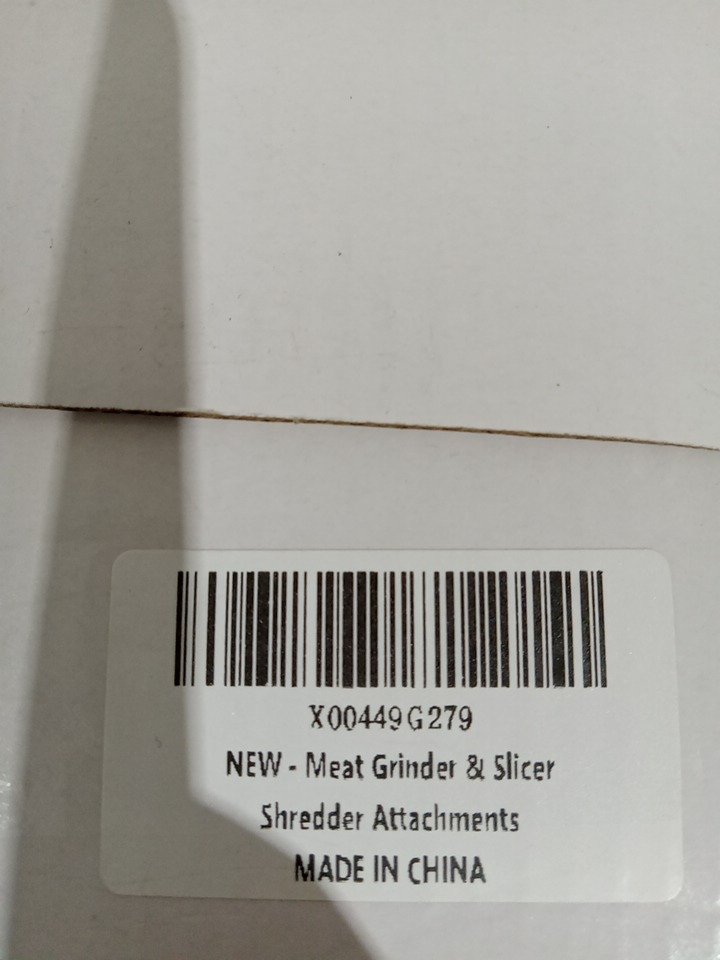 X00449G279
NEW - Meat Grinder & Slicer
Shredder Attachments
MADE IN CHINA